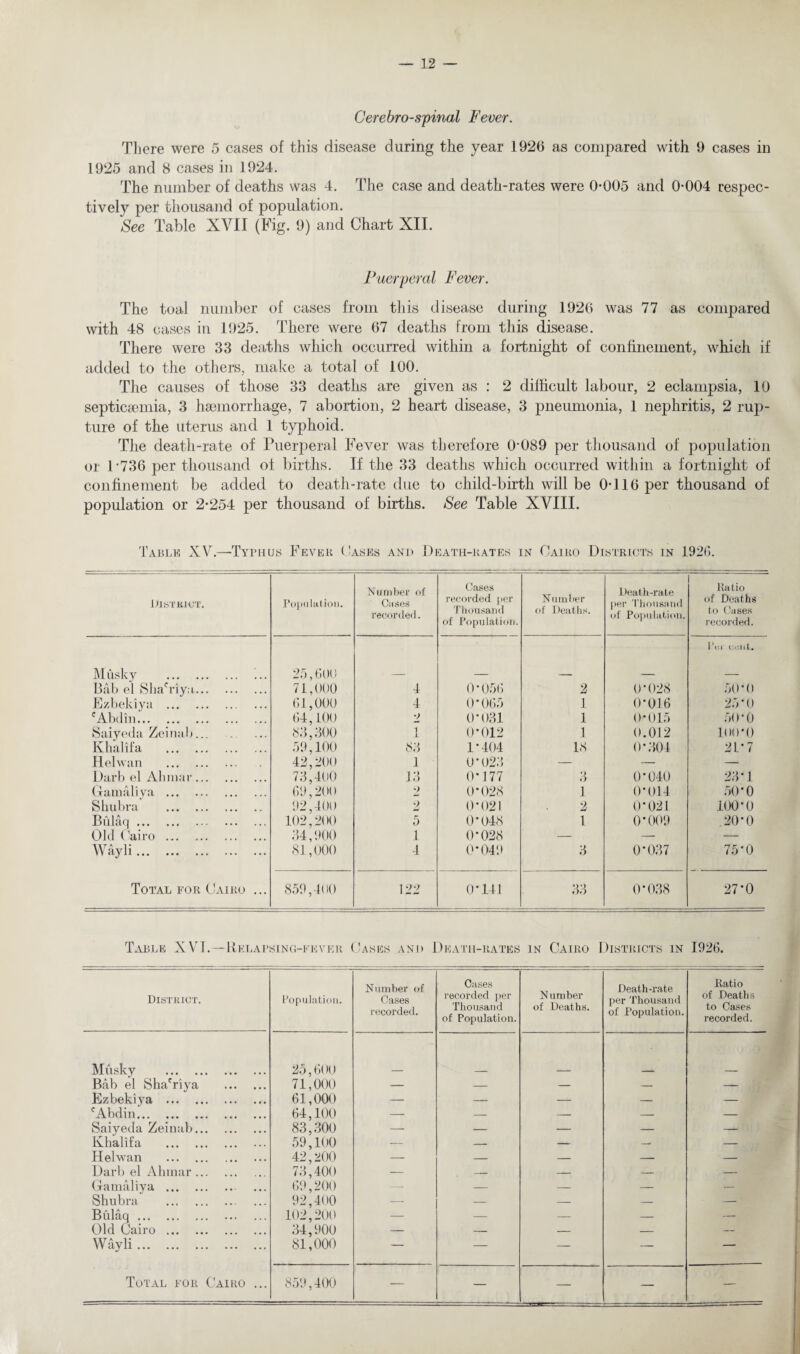 — 12 —
Cerebro-spinal Fever.
There were 5 cases of this disease during the year 1926 as compared with 9 cases in
1925 and 8 cases in 1924.
The number of deaths was 4. The case and death-rates were 0·005 and 0·004 respec-
tively per thousand of population.
See Table XVII (Fig. 9) and Chart XII.
Puerperal Fever.
The toal number of cases from this disease during 1926 was 77 as compared
with 48 cases in 1925. There were 67 deaths from this disease.
There were 33 deaths which occurred within a fortnight of confinement, which if
added to the others, make a total of 100.
The causes of those 33 deaths are given as : 2 difficult labour, 2 eclampsia, 10
septicæmia, 3 hæmorrhage, 7 abortion, 2 heart disease, 3 pneumonia, 1 nephritis, 2 rup-
ture of the uterus and 1 typhoid.
The death-rate of Puerperal Fever was therefore 0·089 per thousand of population
or 1·736 per thousand of births. If the 33 deaths which occurred within a fortnight of
confinement be added to death-rate due to child-birth will be 0·116 per thousand of
population or 2·254 per thousand of births. See Table XVIII.
Table XV.—Typhus Fever Cases and Death-rates in Cairo Districts in 1926.
District. | Population. | Number of Cases recorded. | Cases recorded per Thousand of Population. | Number of Deaths. | Death-rate per Thousand of Population. | Ratio of Deaths to Cases recorded.
Per cent.
Musky ... 25,600 — — — — —
Bâb el Shaʿrîya ... 71,000 4 0·056 2 0·028 50·0
Ezbekiya ... 61,000 4 0·065 1 0·016 25·0
ʿAbdin ... 64,100 2 0·031 1 0·015 50·0
Saiyeda Zeinab ... 83,300 1 0·012 1 0.012 100·0
Khalifa ... 59,100 83 1·404 18 0·304 21·7
Helwan ... 42,200 1 0·023 — — —
Darb el Ahmar ... 73,400 13 0·177 3 0·040 23·1
Gamâliya ... 69,200 2 0·028 1 0·014 50·0
Shubra ... 92,400 2 0·021 2 0·021 100·0
Bûlâq ... 102,200 5 0·048 1 0·009 20·0
Old Cairo ... 34,900 1 0·028 — — —
Wâyli ... 81,000 4 0·049 3 0·037 75·0
Total for Cairo ... 859,400 122 0·141 33 0·038 27·0
Table XVI.—Relapsing-fever Cases and Death-rates in Cairo Districts in 1926.
District. | Population. | Number of Cases recorded. | Cases recorded per Thousand of Population. | Number of Deaths. | Death-rate per Thousand of Population. | Ratio of Deaths to Cases recorded.
Mûsky ... 25,600 — — — — —
Bâb el Shaʿriya ... 71,000 — — — — —
Ezbekiya ... 61,000 — — — — —
ʿAbdin ... 64,100 — — — — —
Saiyeda Zeinab ... 83,300 — — — — —
Khalifa ... 59,100 — — — — —
Helwan ... 42,200 — — — — —
Darb el Ahmar ... 73,400 — — — — —
Gamâliya ... 69,200 — — — — —
Shubra ... 92,400 — — — — —
Bûlâq ... 102,200 — — — — —
Old Cairo ... 34,900 — — — — —
Wâyli ... 81,000 — — — — —
Total for Cairo ... 859,400 — — — — —